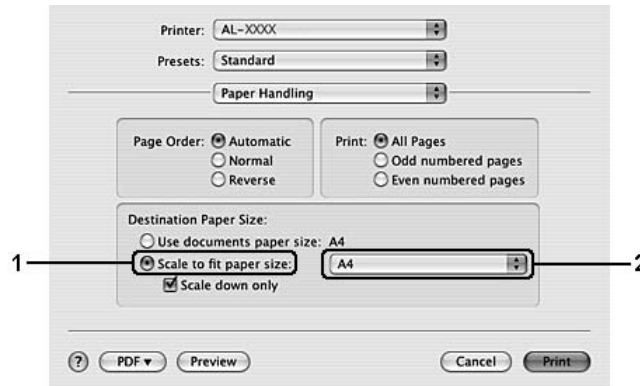 Printer: AL-XXXX
Presets: Standard
Paper Handling
Page Order: Automatic Print: All Pages
Normal Odd numbered pages
Reverse Even numbered pages
Destination Paper Size:
Use documents paper size: A4
1 Scale to fit paper size: A4 2
Scale down only
? PDF ▼ Preview Cancel Print